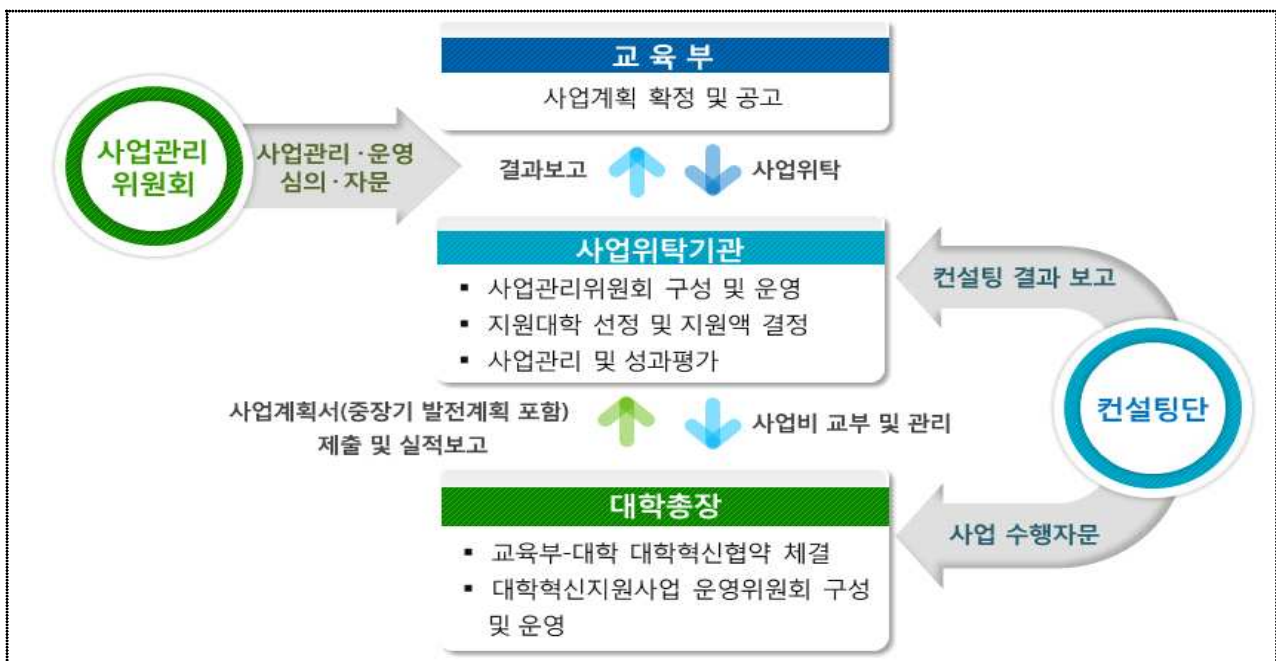 교 육 부
사업계획 확정 및 공고
사업관리
위원회
사업관리·운영
심의·자문
결과보고
사업위탁
사업위탁기관
▪ 사업관리위원회 구성 및 운영
▪ 지원대학 선정 및 지원액 결정
▪ 사업관리 및 성과평가
컨설팅 결과 보고
컨설팅단
사업계획서(중장기 발전계획 포함)
제출 및 실적보고
사업비 교부 및 관리
대학총장
▪ 교육부-대학 대학혁신협약 체결
▪ 대학혁신지원사업 운영위원회 구성
및 운영
사업 수행자문